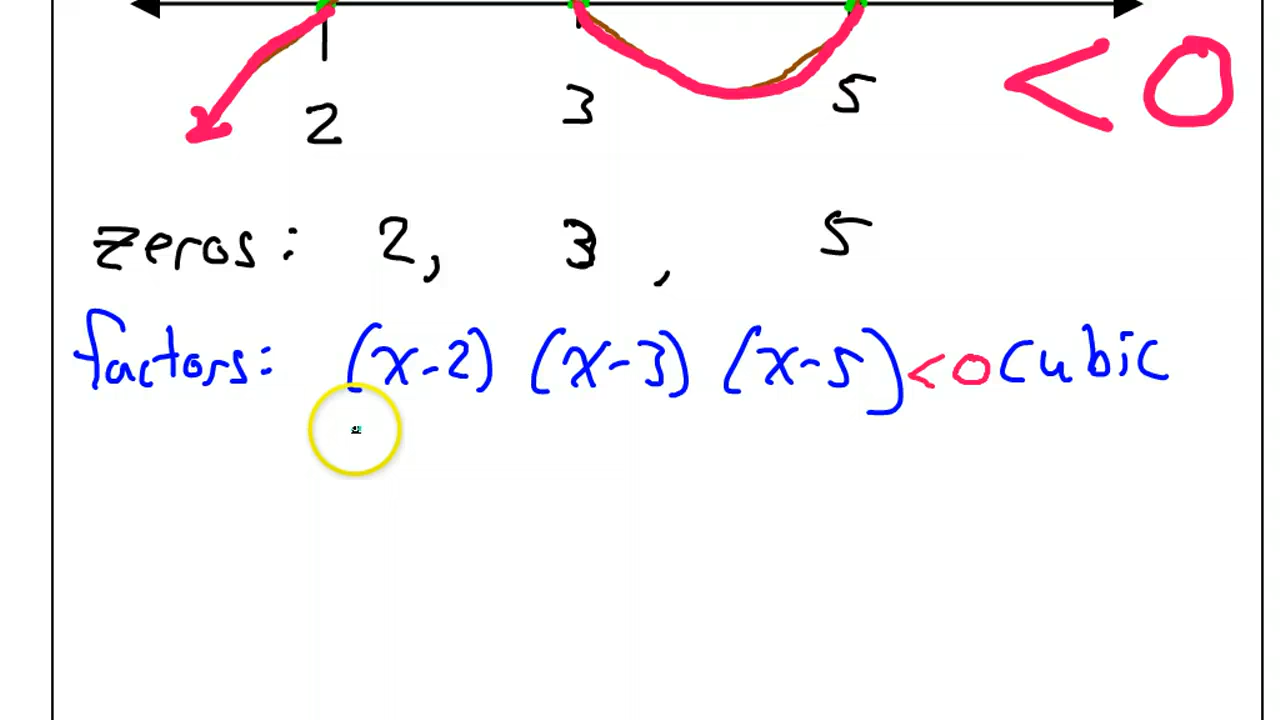 2 3 5 < 0
zeros: 2, 3, 5
factors: (x-2) (x-3) (x-5) <0 cubic